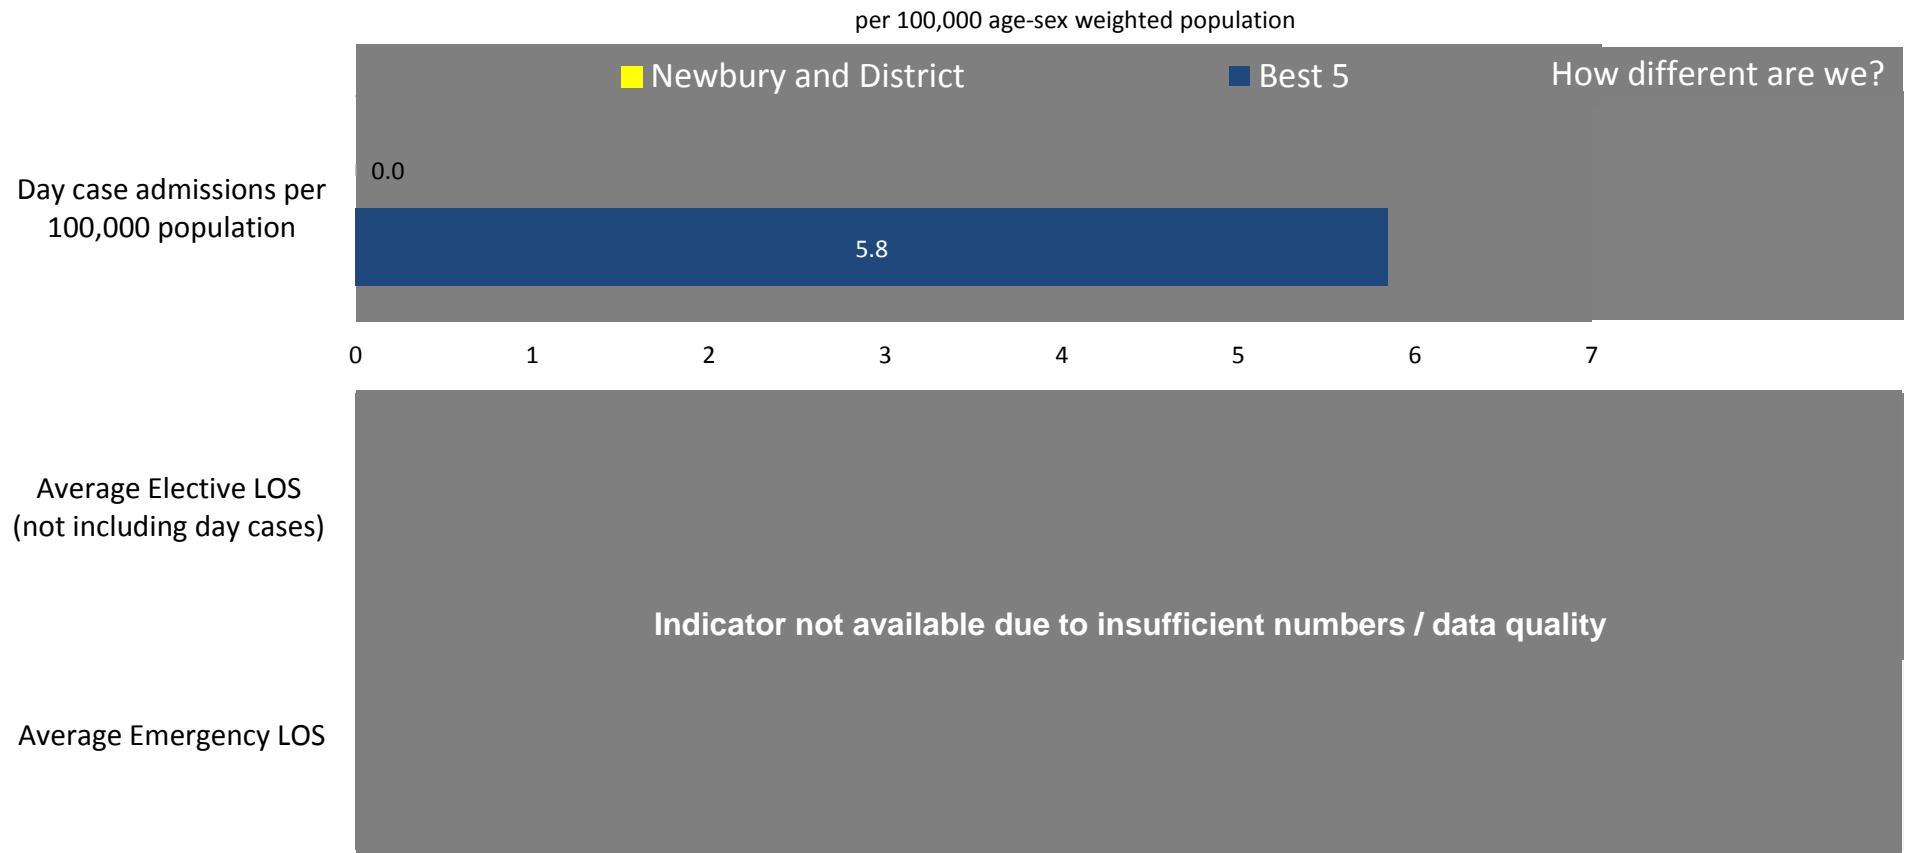 per 100,000 age-sex weighted population
Newbury and District Best 5 How different are we?
0.0
Day case admissions per
100,000 population
5.8
0 1 2 3 4 5 6 7
Average Elective LOS
(not including day cases)
Indicator not available due to insufficient numbers / data quality
Average Emergency LOS